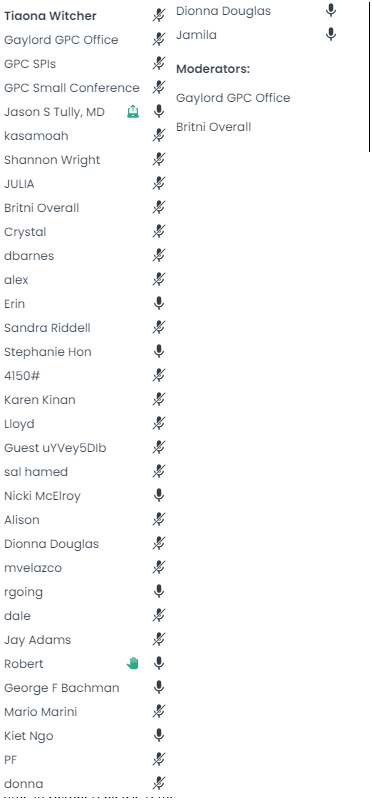 Tiaona Witcher
Gaylord GPC Office
GPC SPIs
GPC Small Conference
Jason S Tully, MD
kasamoah
Shannon Wright
JULIA
Britni Overall
Crystal
dbarnes
alex
Erin
Sandra Riddell
Stephanie Hon
4150#
Karen Kinan
Lloyd
Guest uYVey5DIb
sal hamed
Nicki McElroy
Alison
Dionna Douglas
mvelazco
rgoing
dale
Jay Adams
Robert
George F Bachman
Mario Marini
Kiet Ngo
PF
donna
Dionna Douglas
Jamila
Moderators:
Gaylord GPC Office
Britni Overall